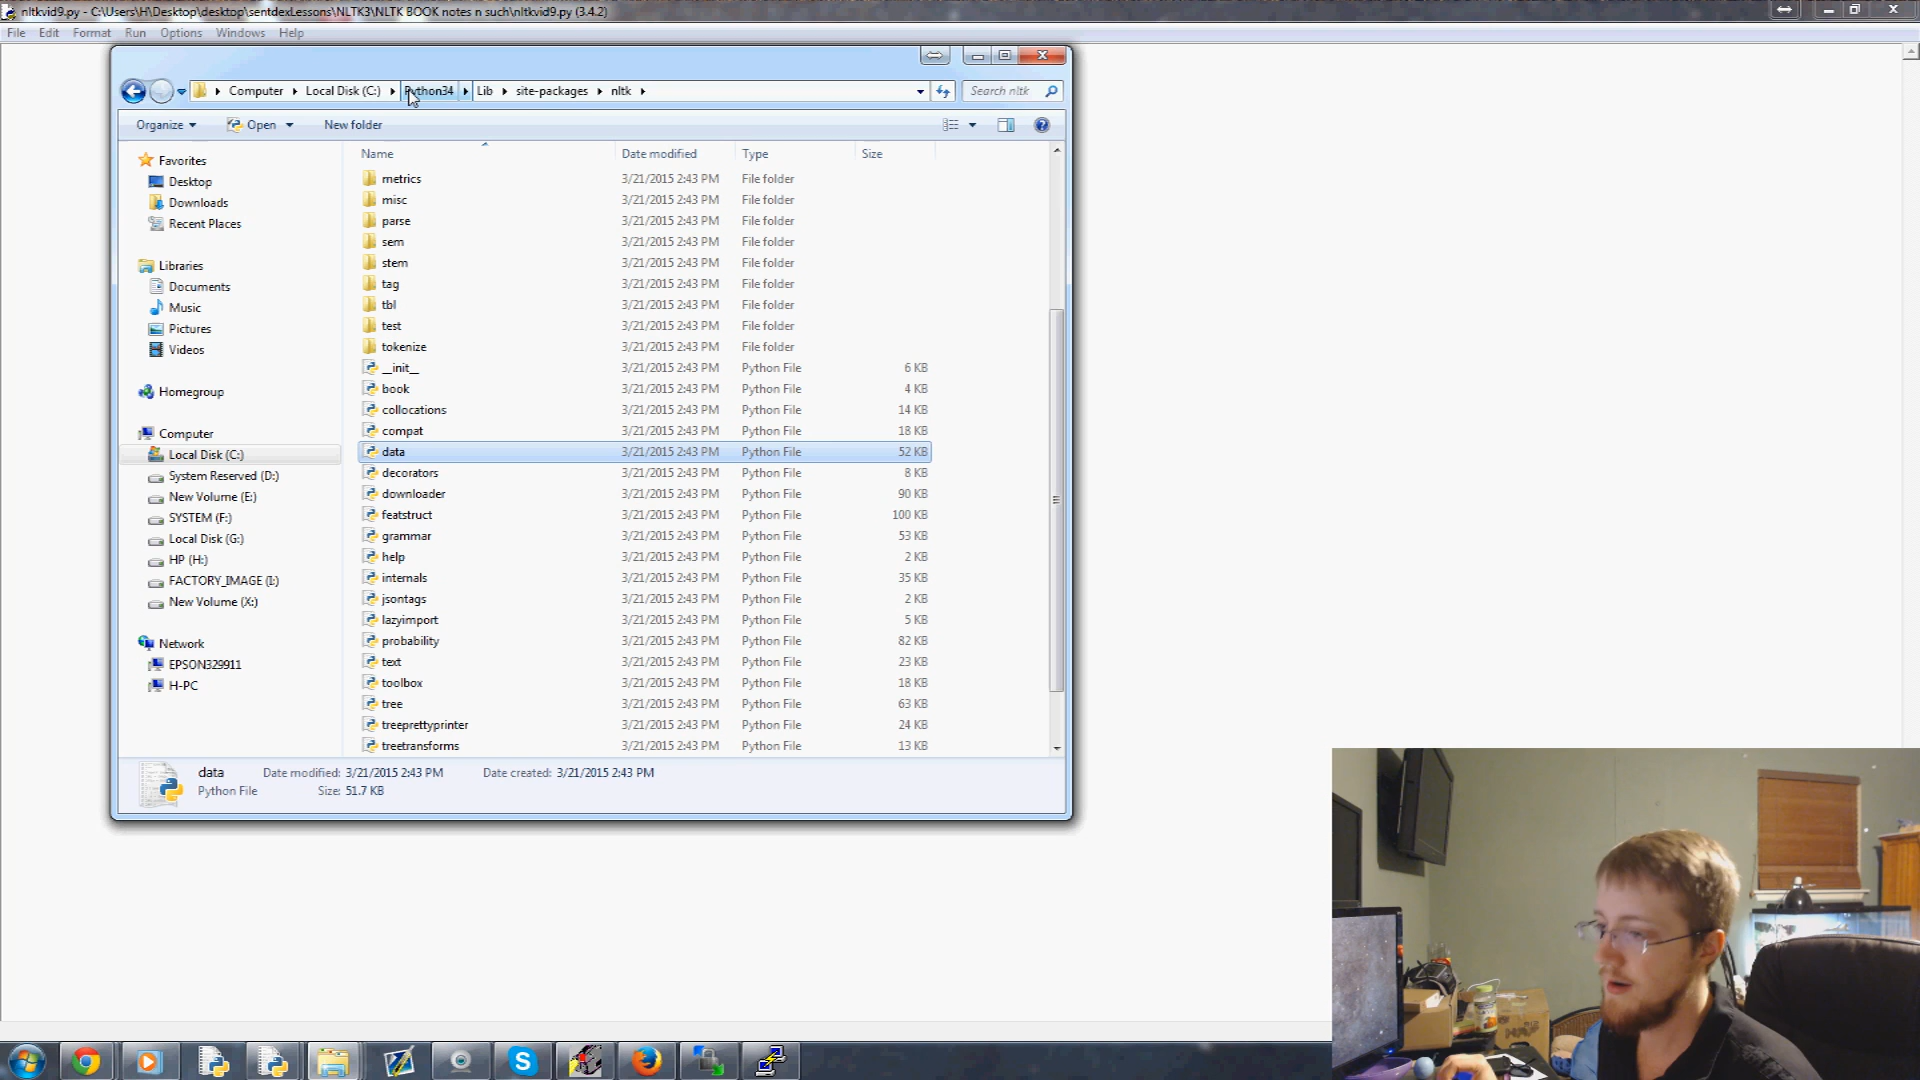 nltkvid9.py - C:\Users\H\Desktop\desktop\sentdexLessons\NLTK3\NLTK BOOK notes n such\nltkvid9.py (3.4.2)
File Edit Format Run Options Windows Help
Computer Local Disk (C:) Python34 Lib site-packages nltk Search nltk
Organize Open New folder
Name Date modified Type Size
Favorites
Desktop
Downloads
Recent Places
Libraries
Documents
Music
Pictures
Videos
Homegroup
Computer
Local Disk (C:)
System Reserved (D:)
New Volume (E:)
SYSTEM (F:)
Local Disk (G:)
HP (H:)
FACTORY_IMAGE (I:)
New Volume (X:)
Network
EPSON329911
H-PC
metrics 3/21/2015 2:43 PM File folder
misc 3/21/2015 2:43 PM File folder
parse 3/21/2015 2:43 PM File folder
sem 3/21/2015 2:43 PM File folder
stem 3/21/2015 2:43 PM File folder
tag 3/21/2015 2:43 PM File folder
tbl 3/21/2015 2:43 PM File folder
test 3/21/2015 2:43 PM File folder
tokenize 3/21/2015 2:43 PM File folder
__init__ 3/21/2015 2:43 PM Python File 6 KB
book 3/21/2015 2:43 PM Python File 4 KB
collocations 3/21/2015 2:43 PM Python File 14 KB
compat 3/21/2015 2:43 PM Python File 18 KB
data 3/21/2015 2:43 PM Python File 52 KB
decorators 3/21/2015 2:43 PM Python File 8 KB
downloader 3/21/2015 2:43 PM Python File 90 KB
featstruct 3/21/2015 2:43 PM Python File 100 KB
grammar 3/21/2015 2:43 PM Python File 53 KB
help 3/21/2015 2:43 PM Python File 2 KB
internals 3/21/2015 2:43 PM Python File 35 KB
jsontags 3/21/2015 2:43 PM Python File 2 KB
lazyimport 3/21/2015 2:43 PM Python File 5 KB
probability 3/21/2015 2:43 PM Python File 82 KB
text 3/21/2015 2:43 PM Python File 23 KB
toolbox 3/21/2015 2:43 PM Python File 18 KB
tree 3/21/2015 2:43 PM Python File 63 KB
treeprettyprinter 3/21/2015 2:43 PM Python File 24 KB
treetransforms 3/21/2015 2:43 PM Python File 13 KB
data Date modified: 3/21/2015 2:43 PM Date created: 3/21/2015 2:43 PM
Python File Size: 51.7 KB